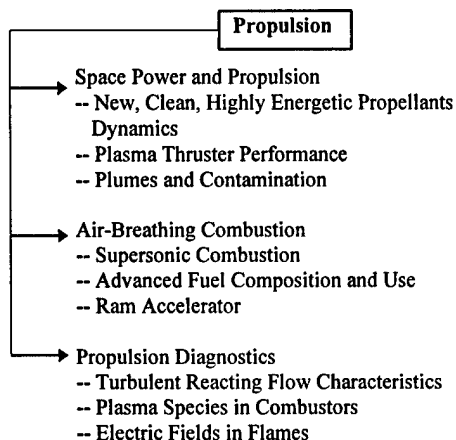 Propulsion
Space Power and Propulsion
-- New, Clean, Highly Energetic Propellants
Dynamics
-- Plasma Thruster Performance
-- Plumes and Contamination
Air-Breathing Combustion
-- Supersonic Combustion
-- Advanced Fuel Composition and Use
-- Ram Accelerator
Propulsion Diagnostics
-- Turbulent Reacting Flow Characteristics
-- Plasma Species in Combustors
-- Electric Fields in Flames